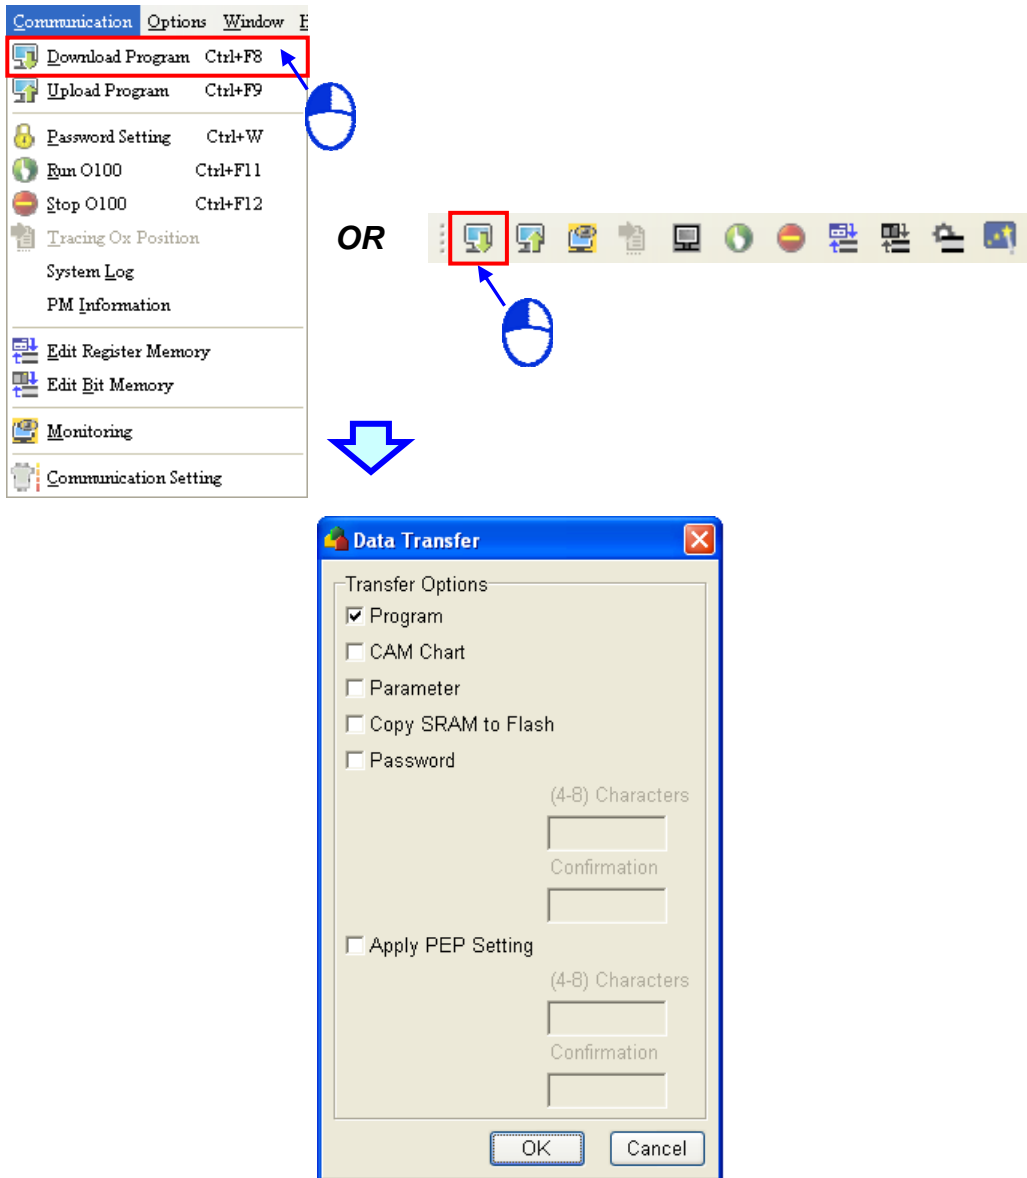 Communication Options Window
Download Program Ctrl+F8
Upload Program Ctrl+F9
Password Setting Ctrl+W
Run O100 Ctrl+F11
Stop O100 Ctrl+F12
Tracing Ox Position
System Log
PM Information
Edit Register Memory
Edit Bit Memory
Monitoring
Communication Setting
OR
Data Transfer
Transfer Options
Program
CAM Chart
Parameter
Copy SRAM to Flash
Password
(4-8) Characters
Confirmation
Apply PEP Setting
(4-8) Characters
Confirmation
OK Cancel